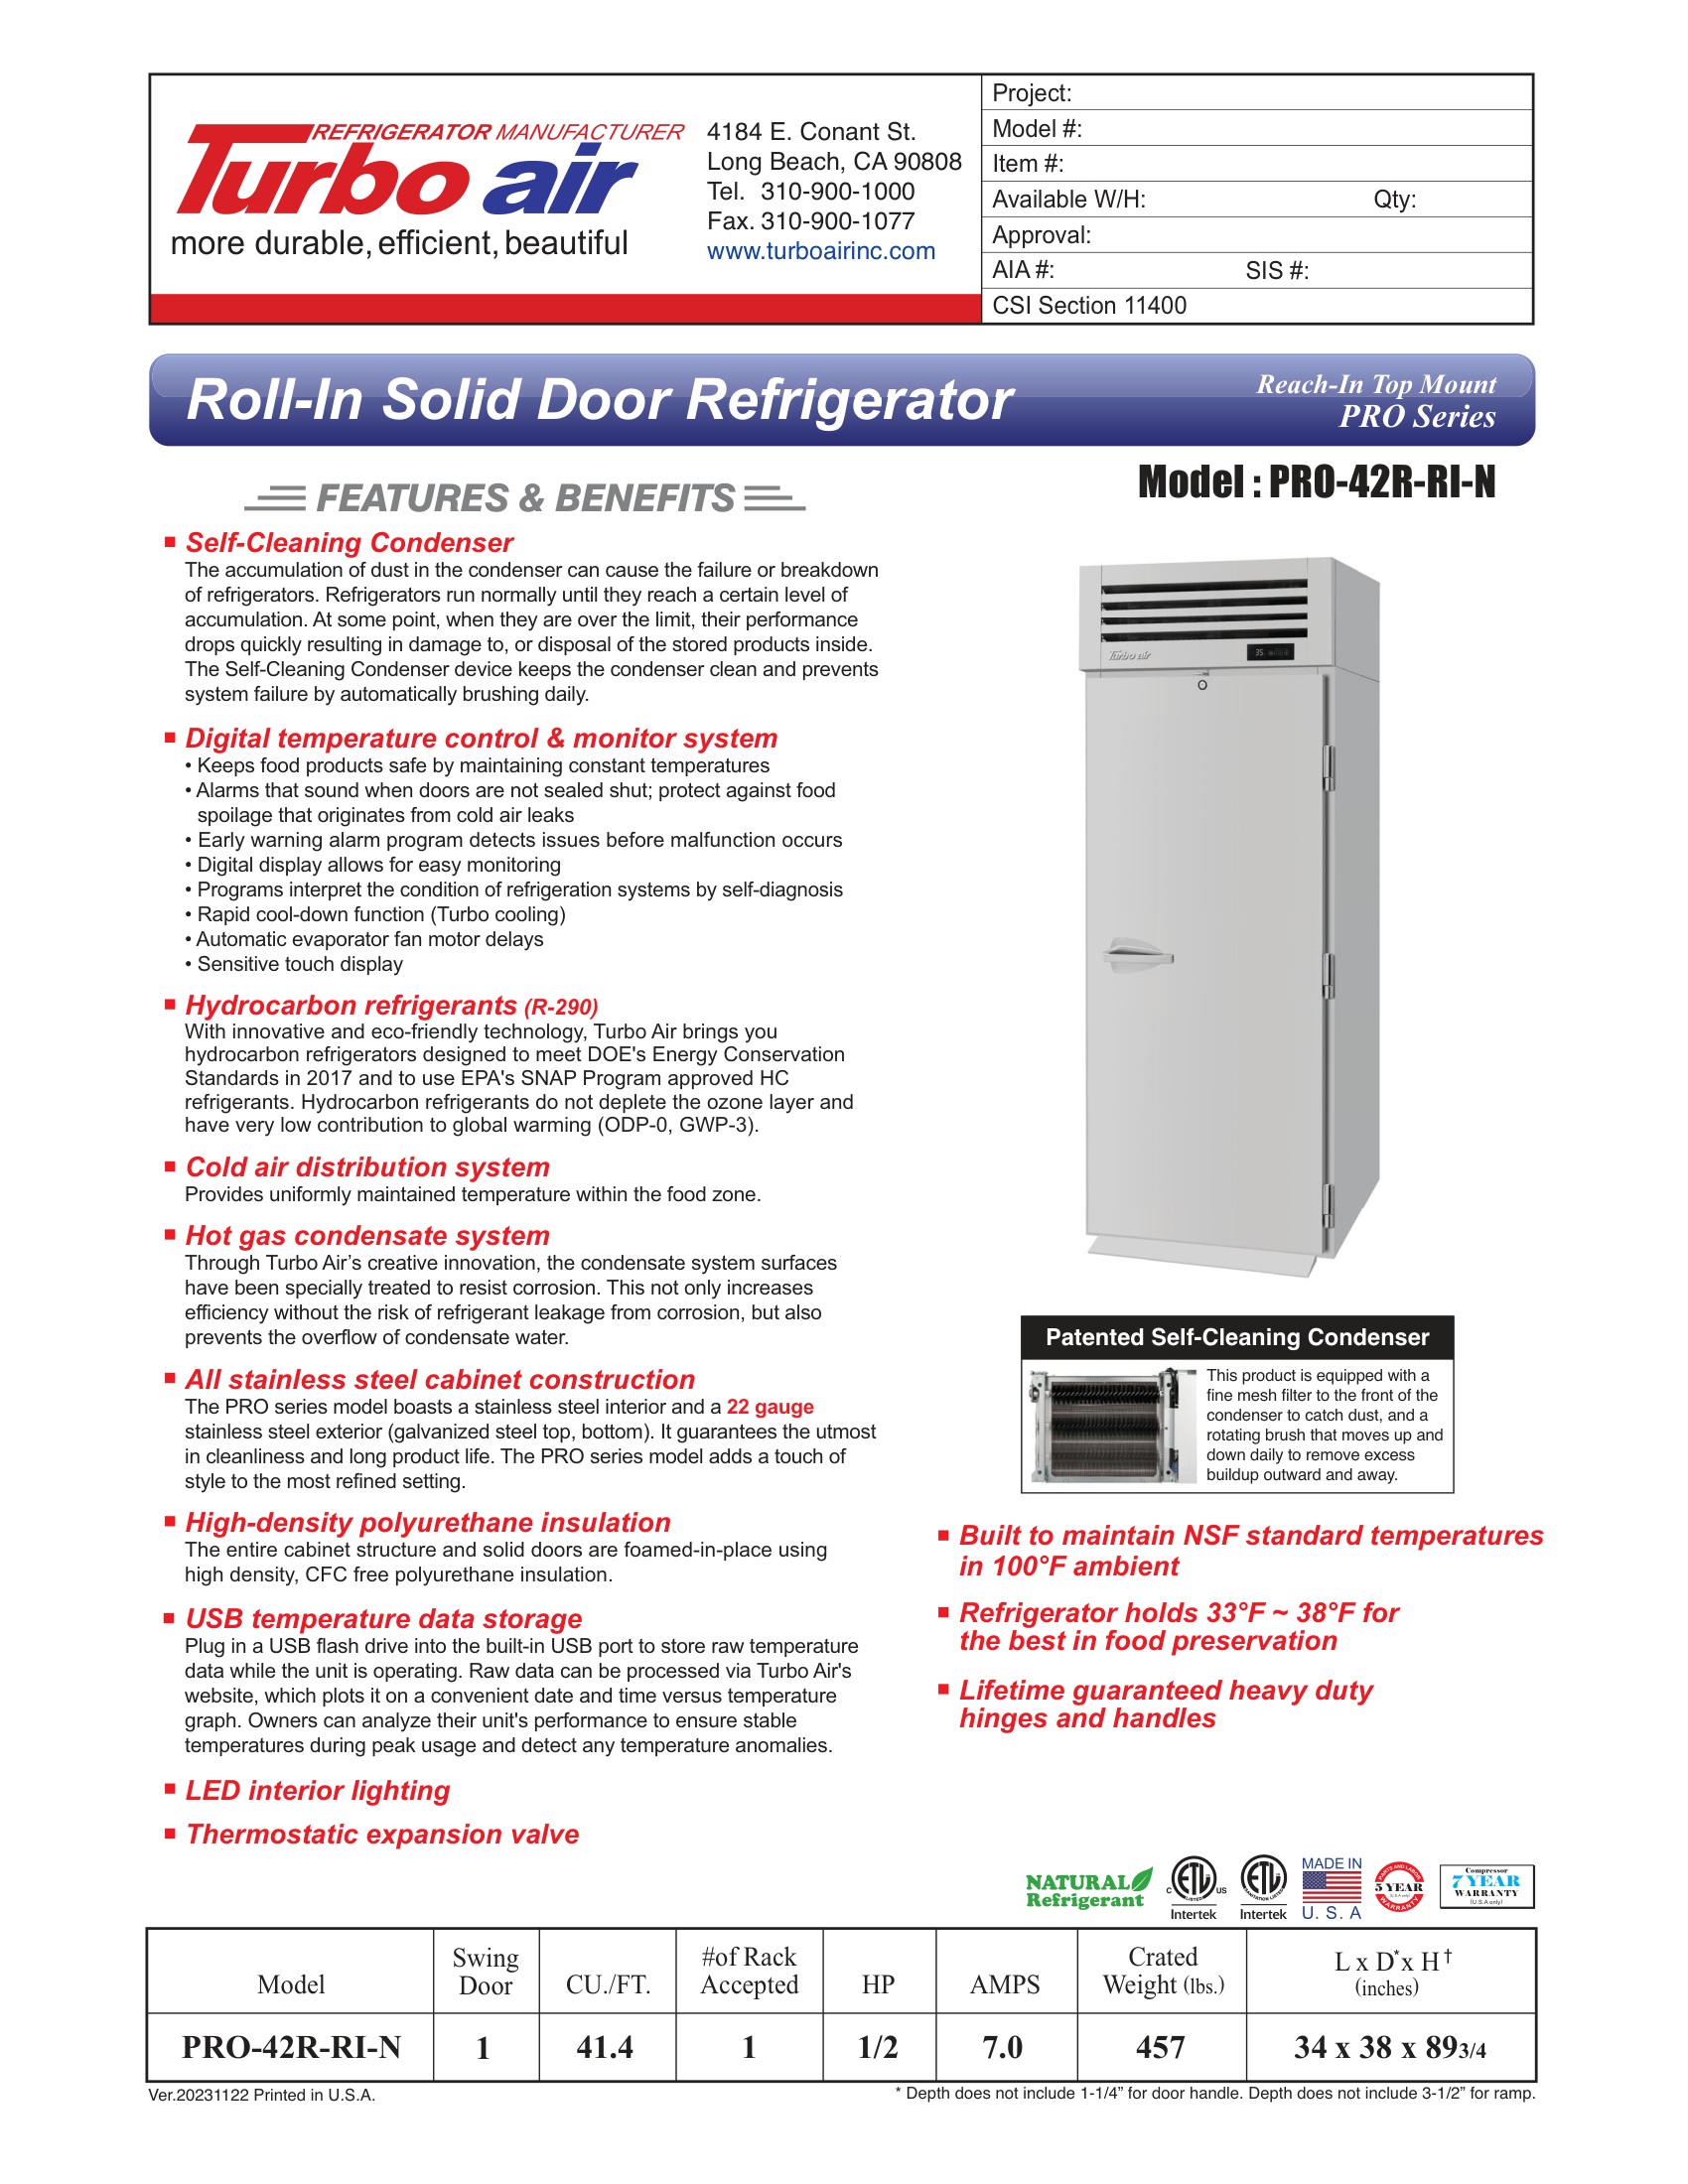 REFRIGERATOR MANUFACTURER
Turbo air
more durable, efficient, beautiful
4184 E. Conant St.
Long Beach, CA 90808
Tel. 310-900-1000
Fax. 310-900-1077
www.turboairinc.com
Project:
Model #:
Item #:
Available W/H: Qty:
Approval:
AIA #: SIS #:
CSI Section 11400
Roll-In Solid Door Refrigerator
Reach-In Top Mount
PRO Series
FEATURES & BENEFITS
Model : PRO-42R-RI-N
Self-Cleaning Condenser
The accumulation of dust in the condenser can cause the failure or breakdown
of refrigerators. Refrigerators run normally until they reach a certain level of
accumulation. At some point, when they are over the limit, their performance
drops quickly resulting in damage to, or disposal of the stored products inside.
The Self-Cleaning Condenser device keeps the condenser clean and prevents
system failure by automatically brushing daily.
Digital temperature control & monitor system
• Keeps food products safe by maintaining constant temperatures
• Alarms that sound when doors are not sealed shut; protect against food
spoilage that originates from cold air leaks
• Early warning alarm program detects issues before malfunction occurs
• Digital display allows for easy monitoring
• Programs interpret the condition of refrigeration systems by self-diagnosis
• Rapid cool-down function (Turbo cooling)
• Automatic evaporator fan motor delays
• Sensitive touch display
Hydrocarbon refrigerants (R-290)
With innovative and eco-friendly technology, Turbo Air brings you
hydrocarbon refrigerators designed to meet DOE's Energy Conservation
Standards in 2017 and to use EPA's SNAP Program approved HC
refrigerants. Hydrocarbon refrigerants do not deplete the ozone layer and
have very low contribution to global warming (ODP-0, GWP-3).
Cold air distribution system
Provides uniformly maintained temperature within the food zone.
Hot gas condensate system
Through Turbo Air’s creative innovation, the condensate system surfaces
have been specially treated to resist corrosion. This not only increases
efficiency without the risk of refrigerant leakage from corrosion, but also
prevents the overflow of condensate water.
All stainless steel cabinet construction
The PRO series model boasts a stainless steel interior and a 22 gauge
stainless steel exterior (galvanized steel top, bottom). It guarantees the utmost
in cleanliness and long product life. The PRO series model adds a touch of
style to the most refined setting.
High-density polyurethane insulation
The entire cabinet structure and solid doors are foamed-in-place using
high density, CFC free polyurethane insulation.
USB temperature data storage
Plug in a USB flash drive into the built-in USB port to store raw temperature
data while the unit is operating. Raw data can be processed via Turbo Air's
website, which plots it on a convenient date and time versus temperature
graph. Owners can analyze their unit's performance to ensure stable
temperatures during peak usage and detect any temperature anomalies.
LED interior lighting
Thermostatic expansion valve
Turbo air
35
Patented Self-Cleaning Condenser
This product is equipped with a
fine mesh filter to the front of the
condenser to catch dust, and a
rotating brush that moves up and
down daily to remove excess
buildup outward and away.
Built to maintain NSF standard temperatures
in 100°F ambient
Refrigerator holds 33°F ~ 38°F for
the best in food preservation
Lifetime guaranteed heavy duty
hinges and handles
NATURAL
Refrigerant
C ETL US
LISTED
Intertek
ETL
SANITATION LISTED
Intertek
MADE IN
U. S. A
PARTS AND LABOR
5 YEAR
(U.S.A only)
WARRANTY
Compressor
7 YEAR
WARRANTY
(U.S.A only)
Model
Swing
Door
CU./FT.
#of Rack
Accepted
HP
AMPS
Crated
Weight (lbs.)
L x D* x H†
(inches)
PRO-42R-RI-N 1 41.4 1 1/2 7.0 457 34 x 38 x 89 3/4
Ver.20231122 Printed in U.S.A.
* Depth does not include 1-1/4” for door handle. Depth does not include 3-1/2” for ramp.